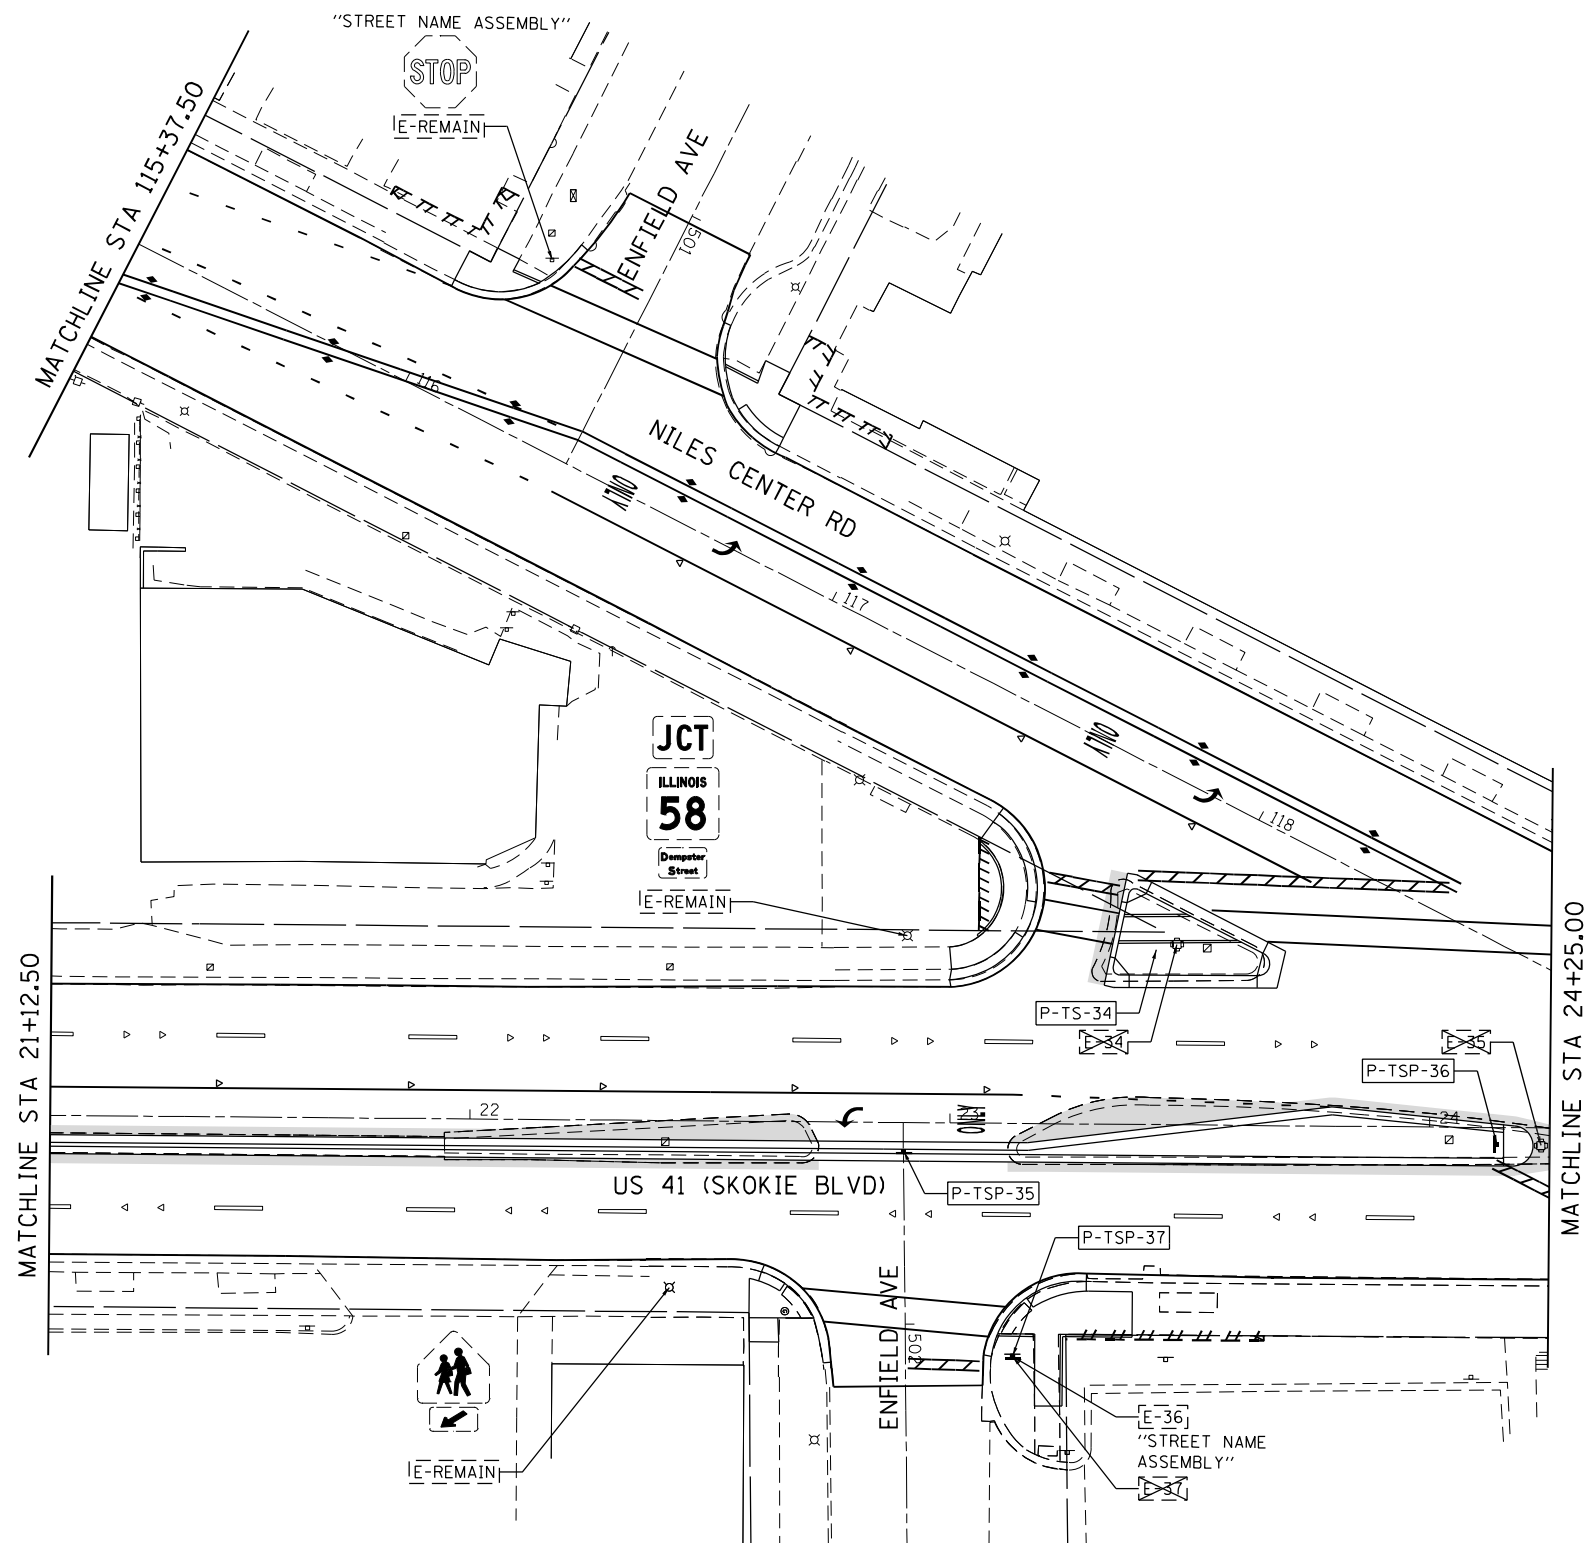 "STREET NAME ASSEMBLY"
STOP
E-REMAIN
MATCHLINE STA 115+37.50
ENFIELD AVE
501
116
NILES CENTER RD
ONLY
117
ONLY
118
JCT
ILLINOIS
58
Dempster
Street
E-REMAIN
MATCHLINE STA 21+12.50
MATCHLINE STA 24+25.00
P-TS-34
E-34
E-35
P-TSP-36
22
23
ONLY
24
US 41 (SKOKIE BLVD)
P-TSP-35
P-TSP-37
ENFIELD AVE
502
E-36
"STREET NAME
ASSEMBLY"
E-37
E-REMAIN